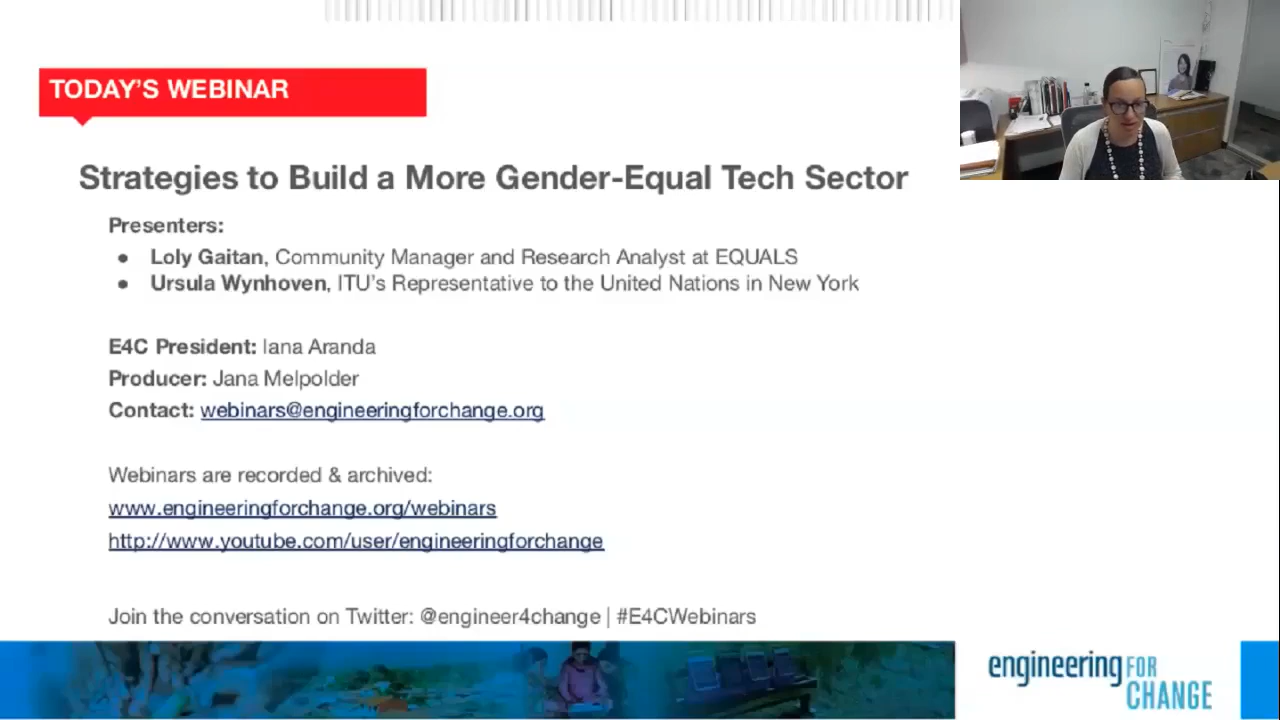 TODAY'S WEBINAR
Strategies to Build a More Gender-Equal Tech Sector
Presenters:
● Loly Gaitan, Community Manager and Research Analyst at EQUALS
● Ursula Wynhoven, ITU's Representative to the United Nations in New York
E4C President: Iana Aranda
Producer: Jana Melpolder
Contact: webinars@engineeringforchange.org
Webinars are recorded & archived:
www.engineeringforchange.org/webinars
http://www.youtube.com/user/engineeringforchange
Join the conversation on Twitter: @engineer4change | #E4CWebinars
engineering FOR
CHANGE